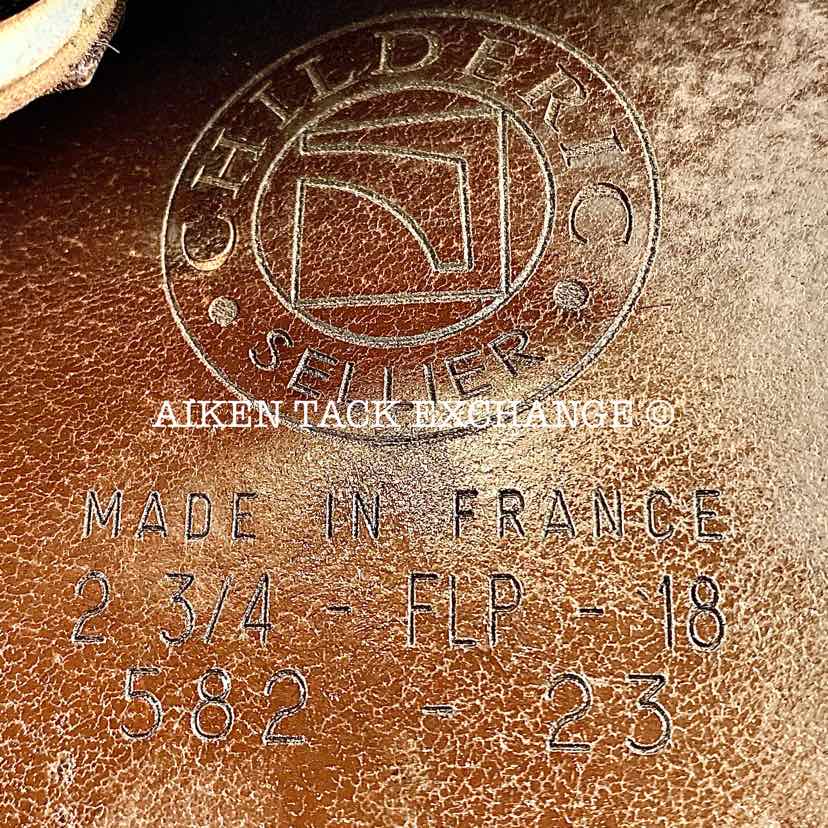 CHILDERIC
SELLIER
AIKEN TACK EXCHANGE ©
MADE IN FRANCE
2 3/4 - FLP - 18
582 - 23